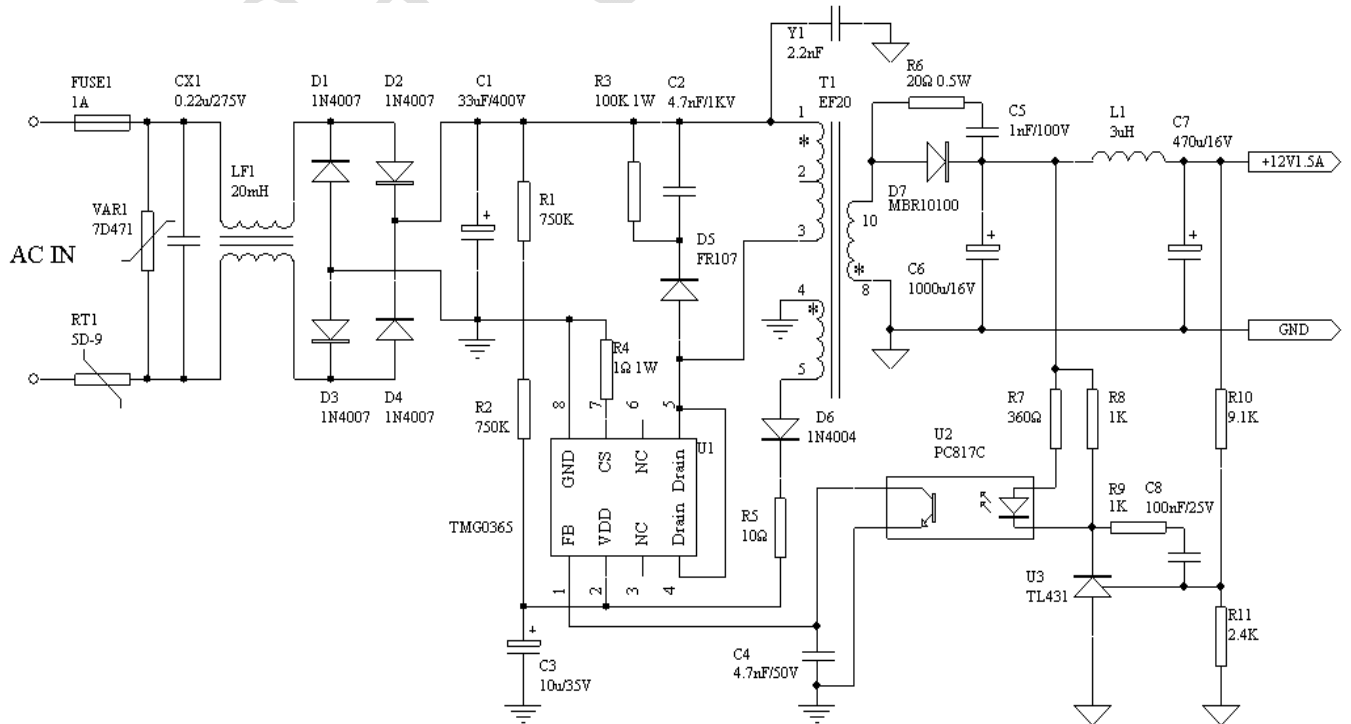 Y1
2.2nF
R6
20Ω 0.5W
FUSE1
1A
CX1
0.22u/275V
D1
1N4007
D2
1N4007
C1
33uF/400V
R3
100K 1W
C2
4.7nF/1KV
T1
EF20
C5
1nF/100V
L1
3uH
C7
470u/16V
+12V1.5A
1
*
2
3
LF1
20mH
R1
750K
VAR1
7D471
D7
MBR10100
10
AC IN
+
D5
FR107
+
+
C6
1000u/16V
*
8
4
*
RT1
5D-9
GND
R4
1Ω 1W
5
D3
1N4007
D4
1N4007
R2
750K
8
7
6
5
D6
1N4004
R7
360Ω
R8
1K
R10
9.1K
U1
GND
CS
NC
Drain
U2
PC817C
R9
1K
C8
100nF/25V
TMG0365
FB
VDD
NC
Drain
R5
10Ω
1
2
3
4
U3
TL431
R11
2.4K
+
C3
10u/35V
C4
4.7nF/50V